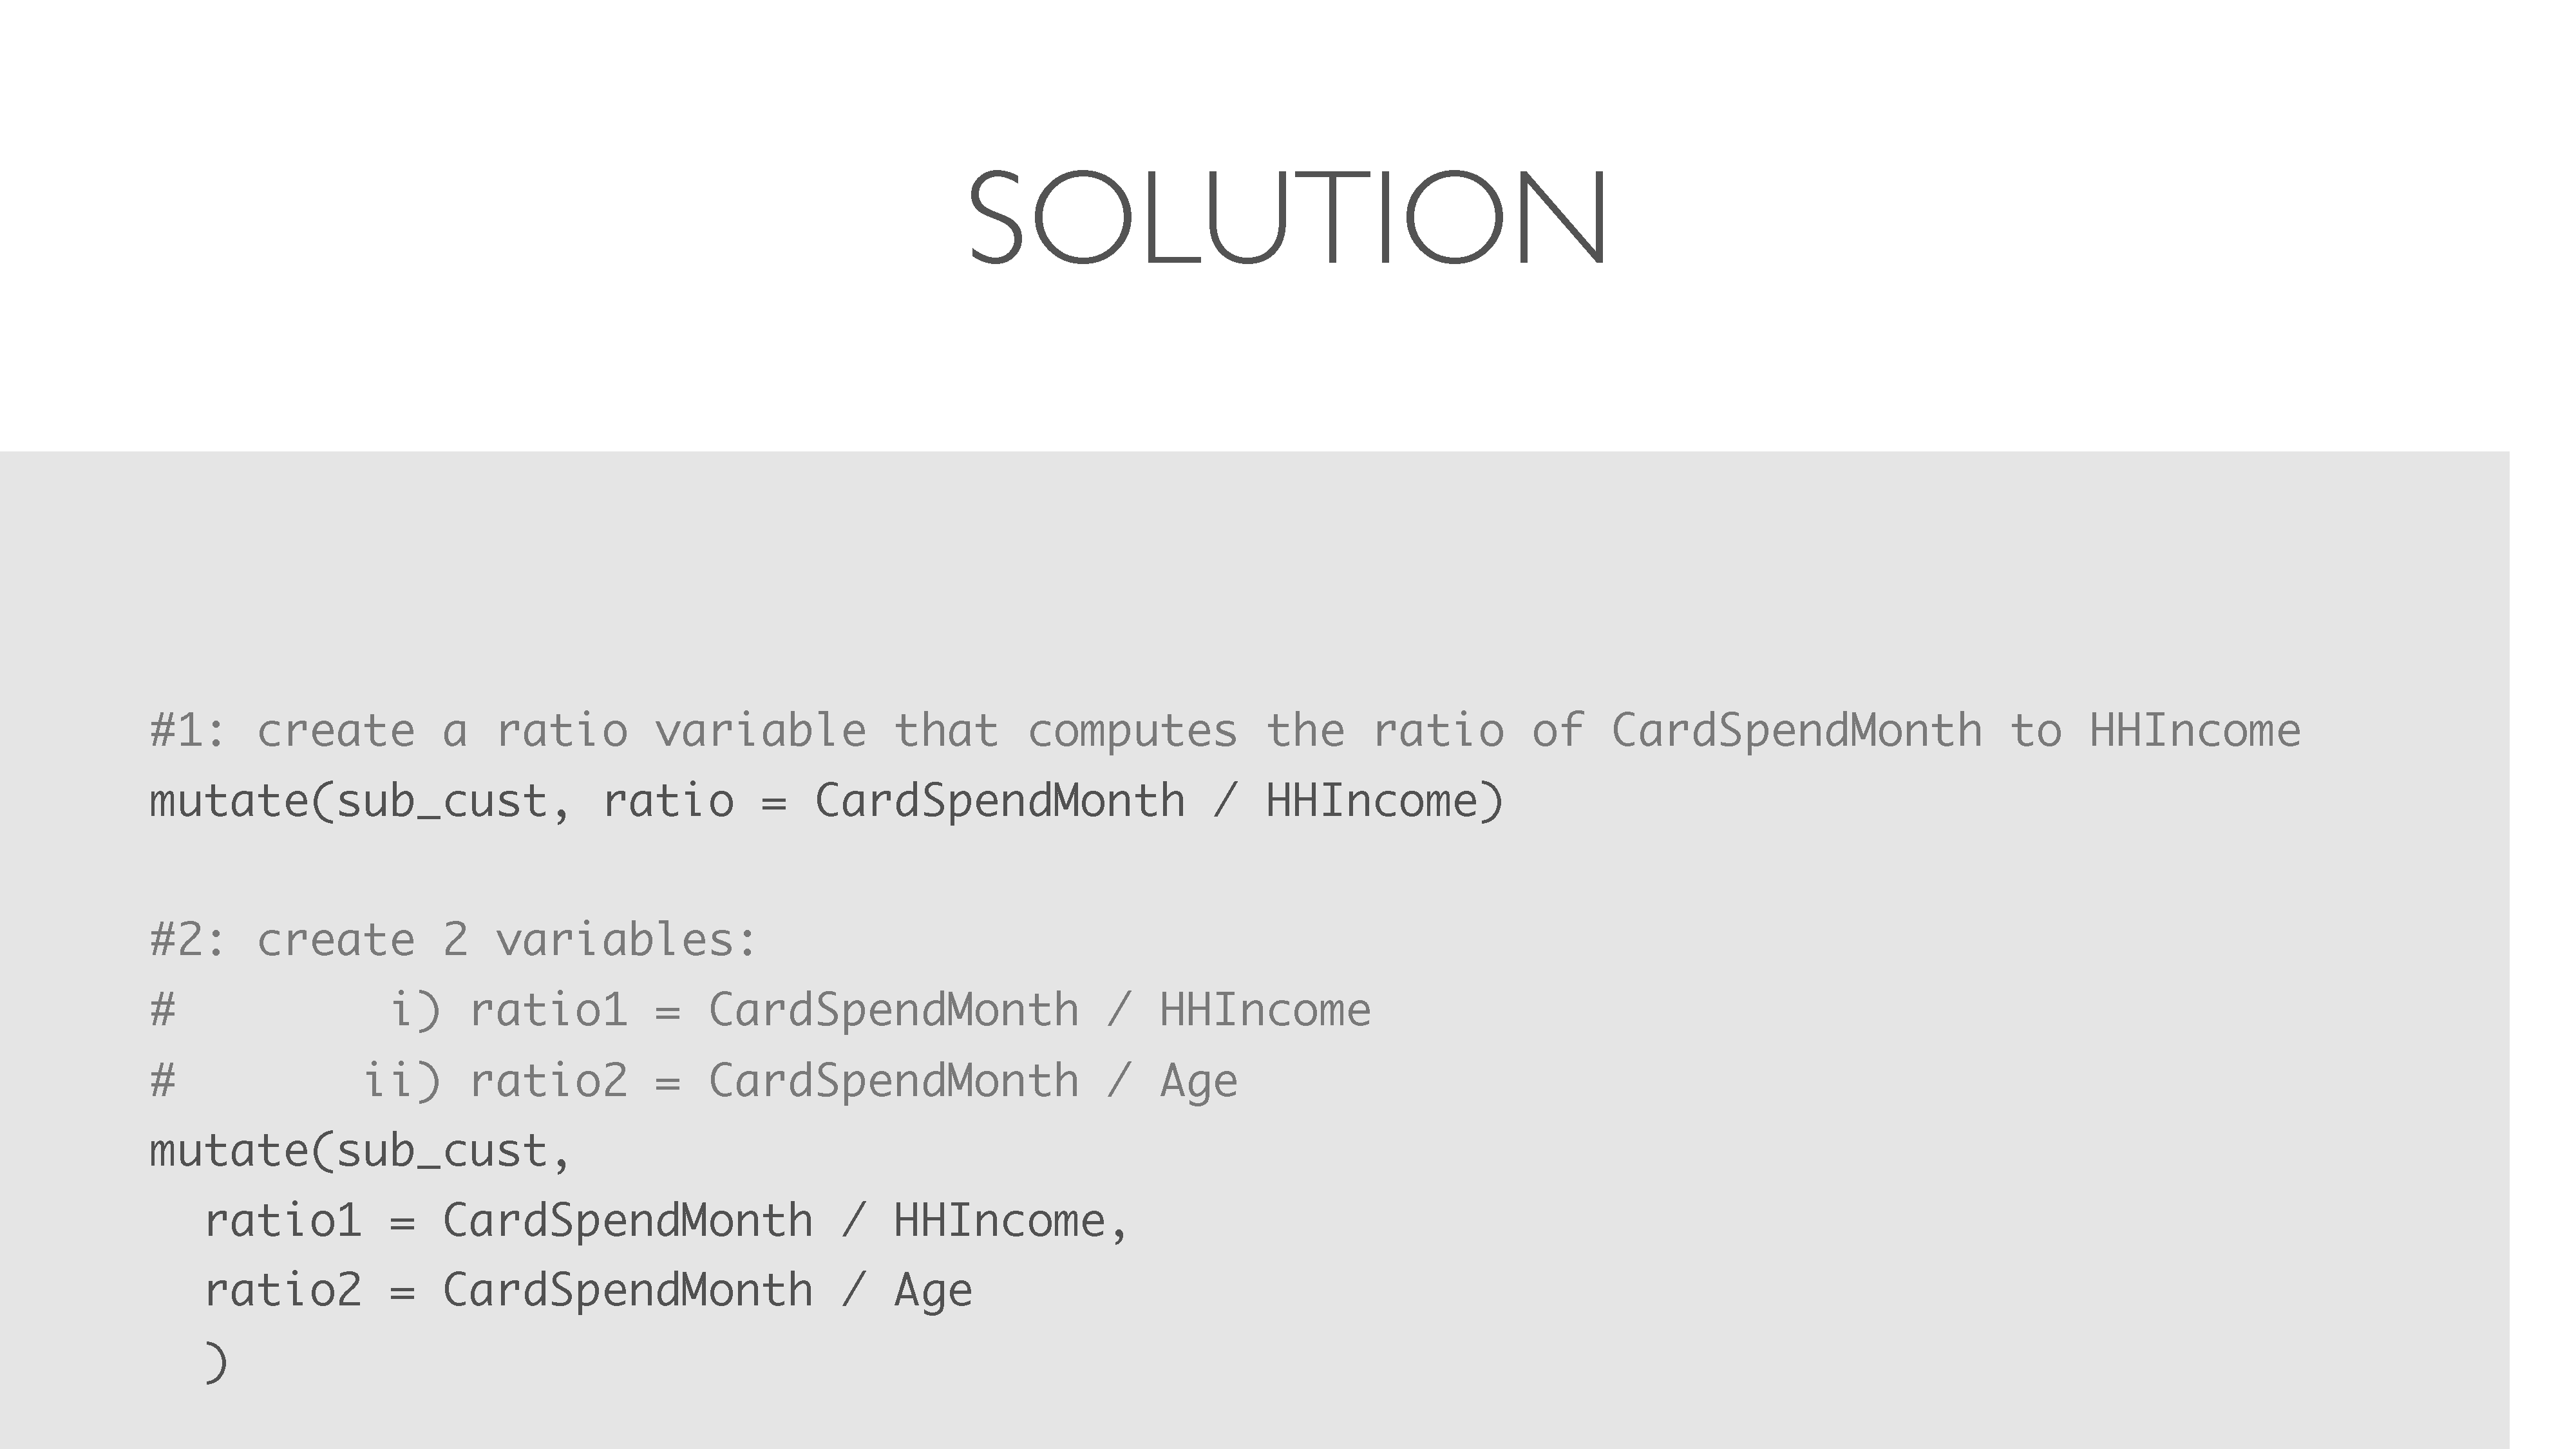 SOLUTION
#1: create a ratio variable that computes the ratio of CardSpendMonth to HHIncome
mutate(sub_cust, ratio = CardSpendMonth / HHIncome)
#2: create 2 variables:
#         i) ratio1 = CardSpendMonth / HHIncome
#        ii) ratio2 = CardSpendMonth / Age
mutate(sub_cust,
  ratio1 = CardSpendMonth / HHIncome,
  ratio2 = CardSpendMonth / Age
  )